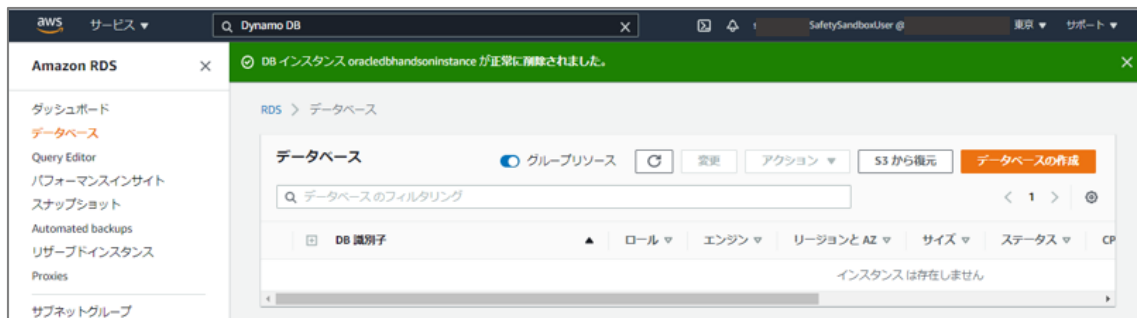 aws サービス ▼ Dynamo DB SafetySandboxUser @ 東京 ▼ サポート ▼
Amazon RDS
DB インスタンス oracledbhandsoninstance が正常に削除されました。
ダッシュボード
データベース
Query Editor
パフォーマンスインサイト
スナップショット
Automated backups
リザーブドインスタンス
Proxies
サブネットグループ
RDS > データベース
データベース グループリソース 変更 アクション ▼ S3 から復元 データベースの作成
データベース のフィルタリング
< 1 >
DB 識別子 ▲ ロール ▽ エンジン ▽ リージョンと AZ ▽ サイズ ▽ ステータス ▽ CP
インスタンス は存在しません